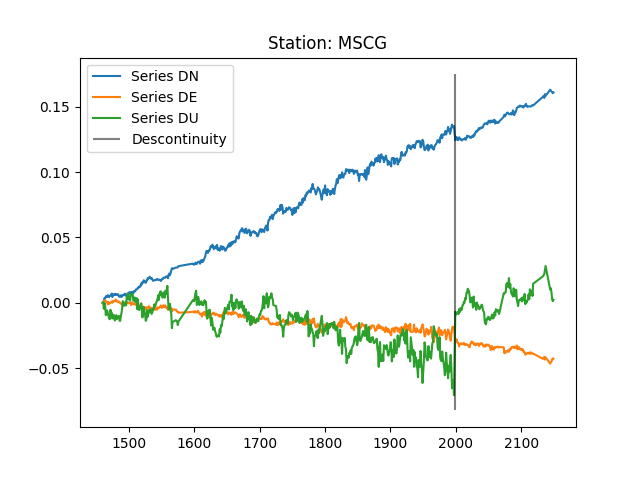 Station: MSCG
Series DN
Series DE
Series DU
Descontinuity
0.15
0.10
0.05
0.00
−0.05
1500 1600 1700 1800 1900 2000 2100